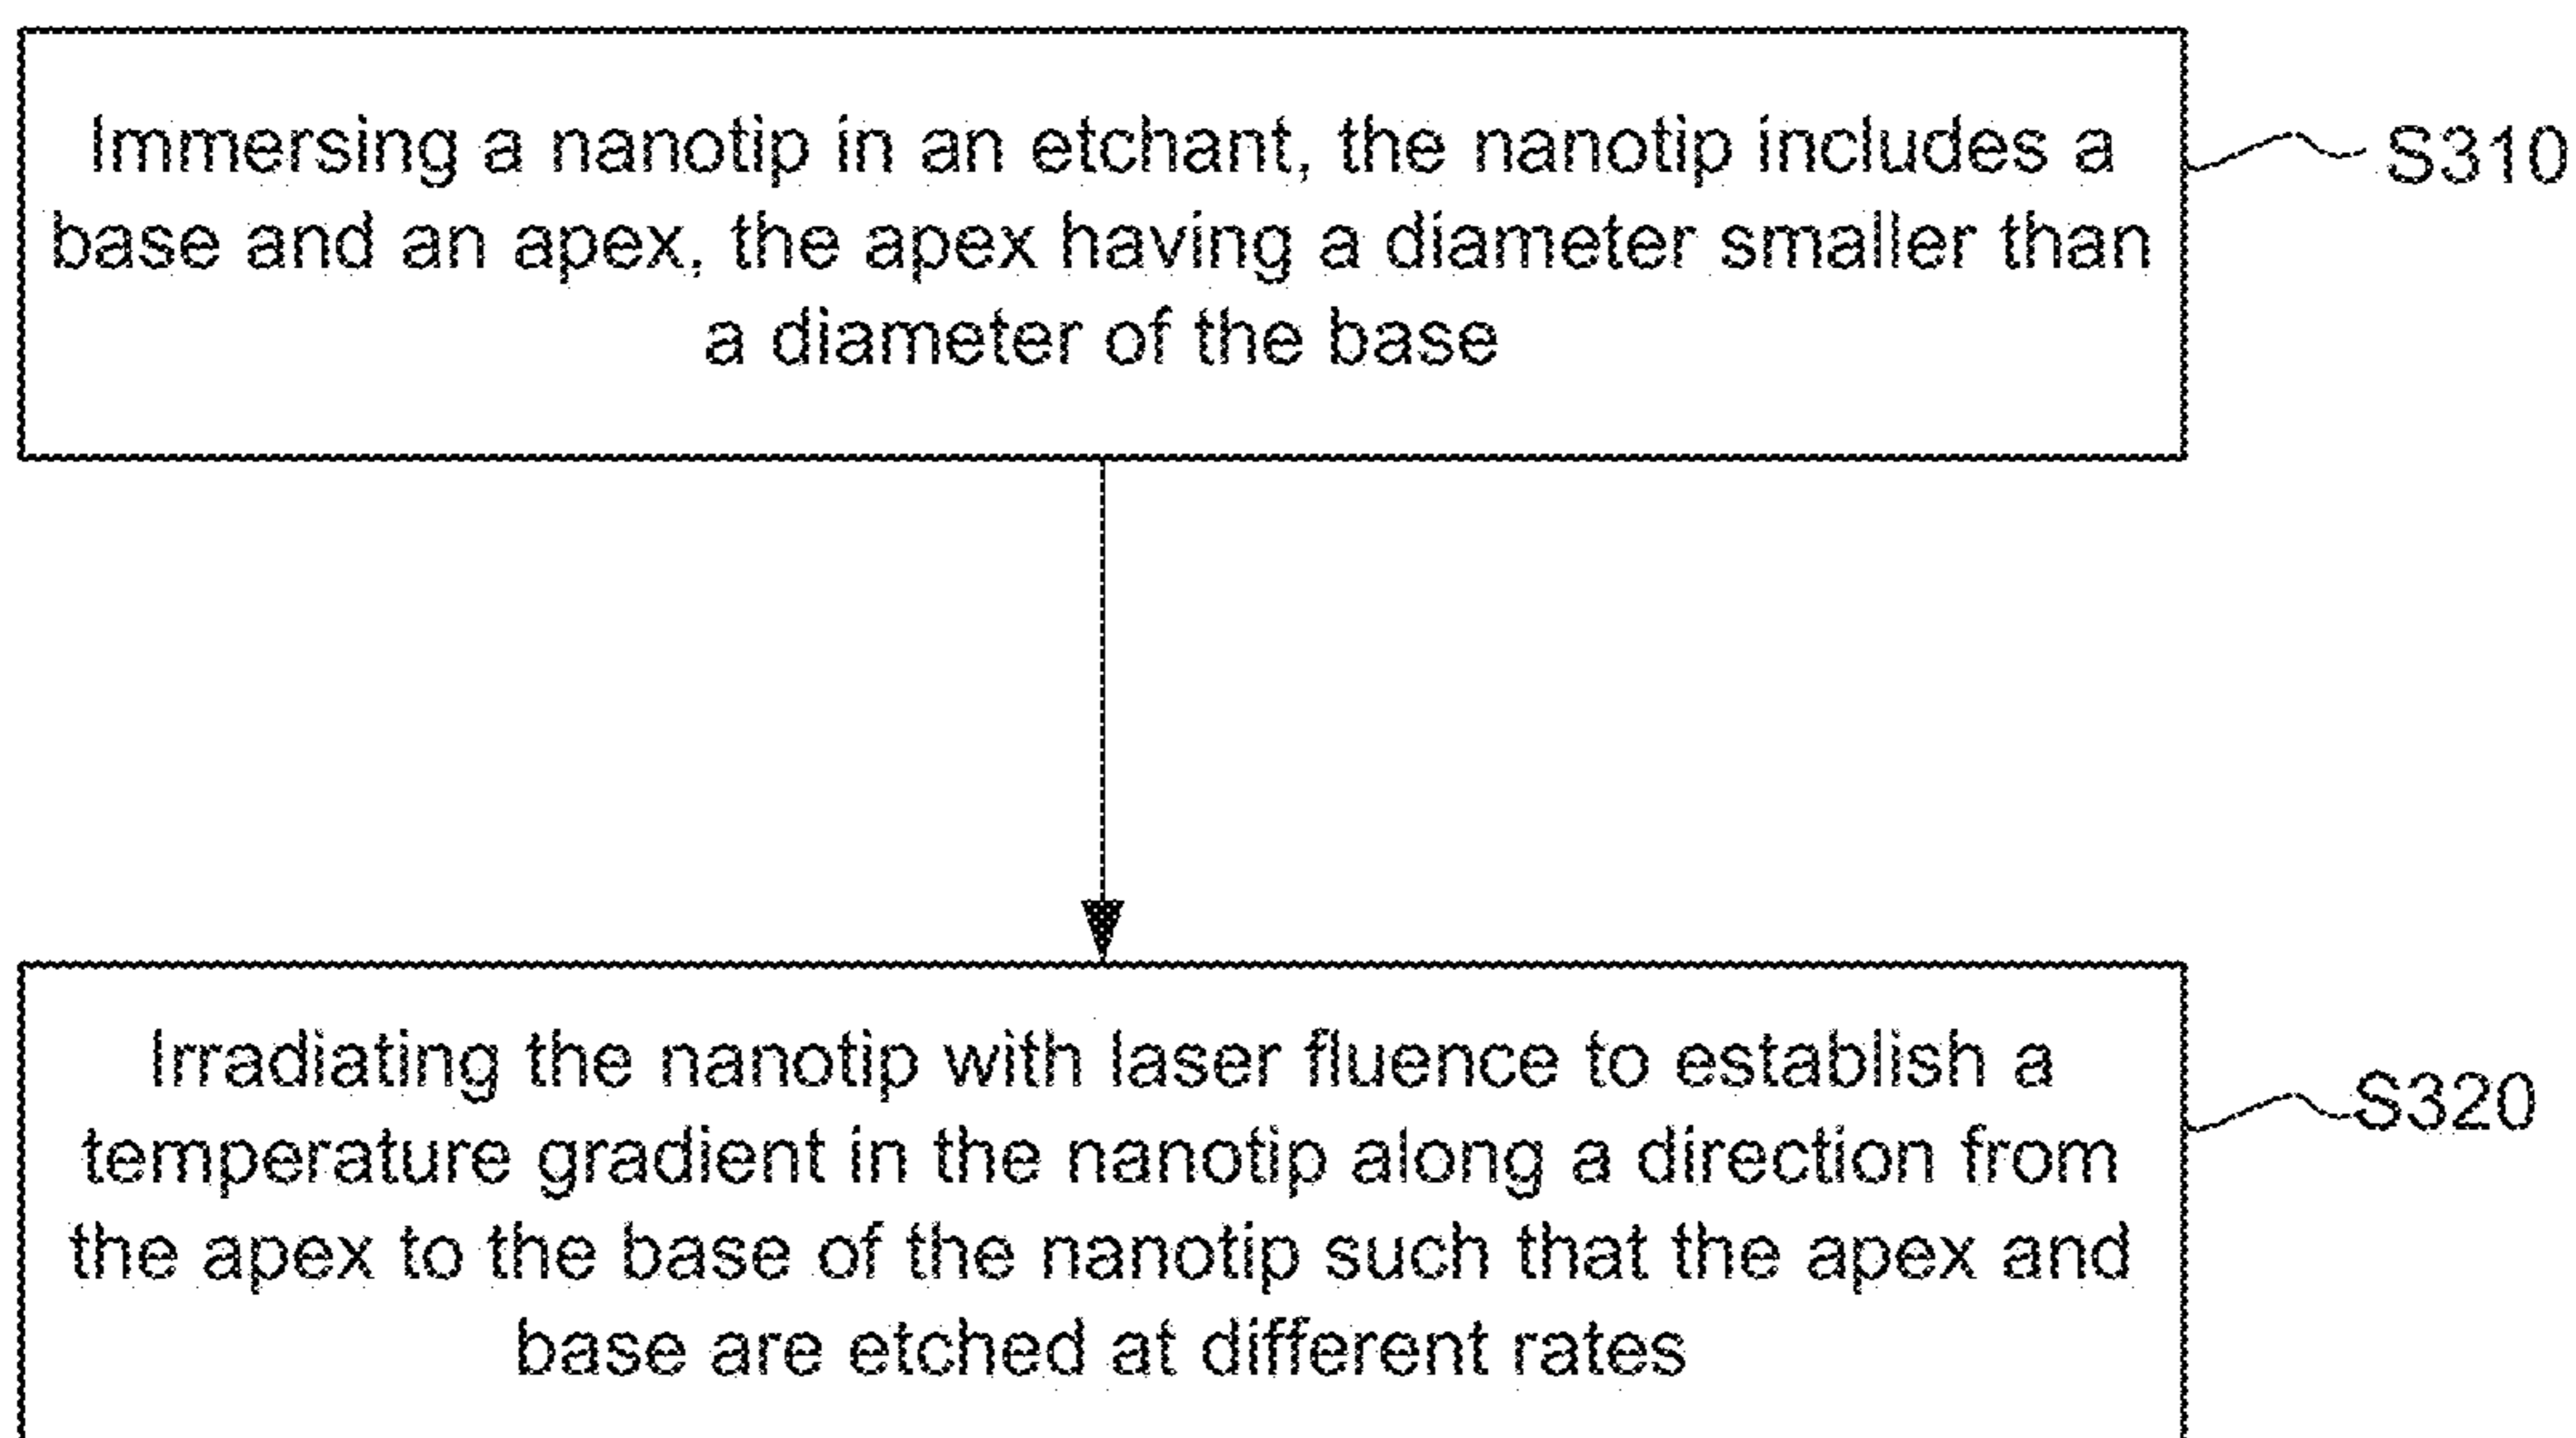 Immersing a nanotip in an etchant, the nanotip includes a
base and an apex, the apex having a diameter smaller than
a diameter of the base
S310
Irradiating the nanotip with laser fluence to establish a
temperature gradient in the nanotip along a direction from
the apex to the base of the nanotip such that the apex and
base are etched at different rates
S320